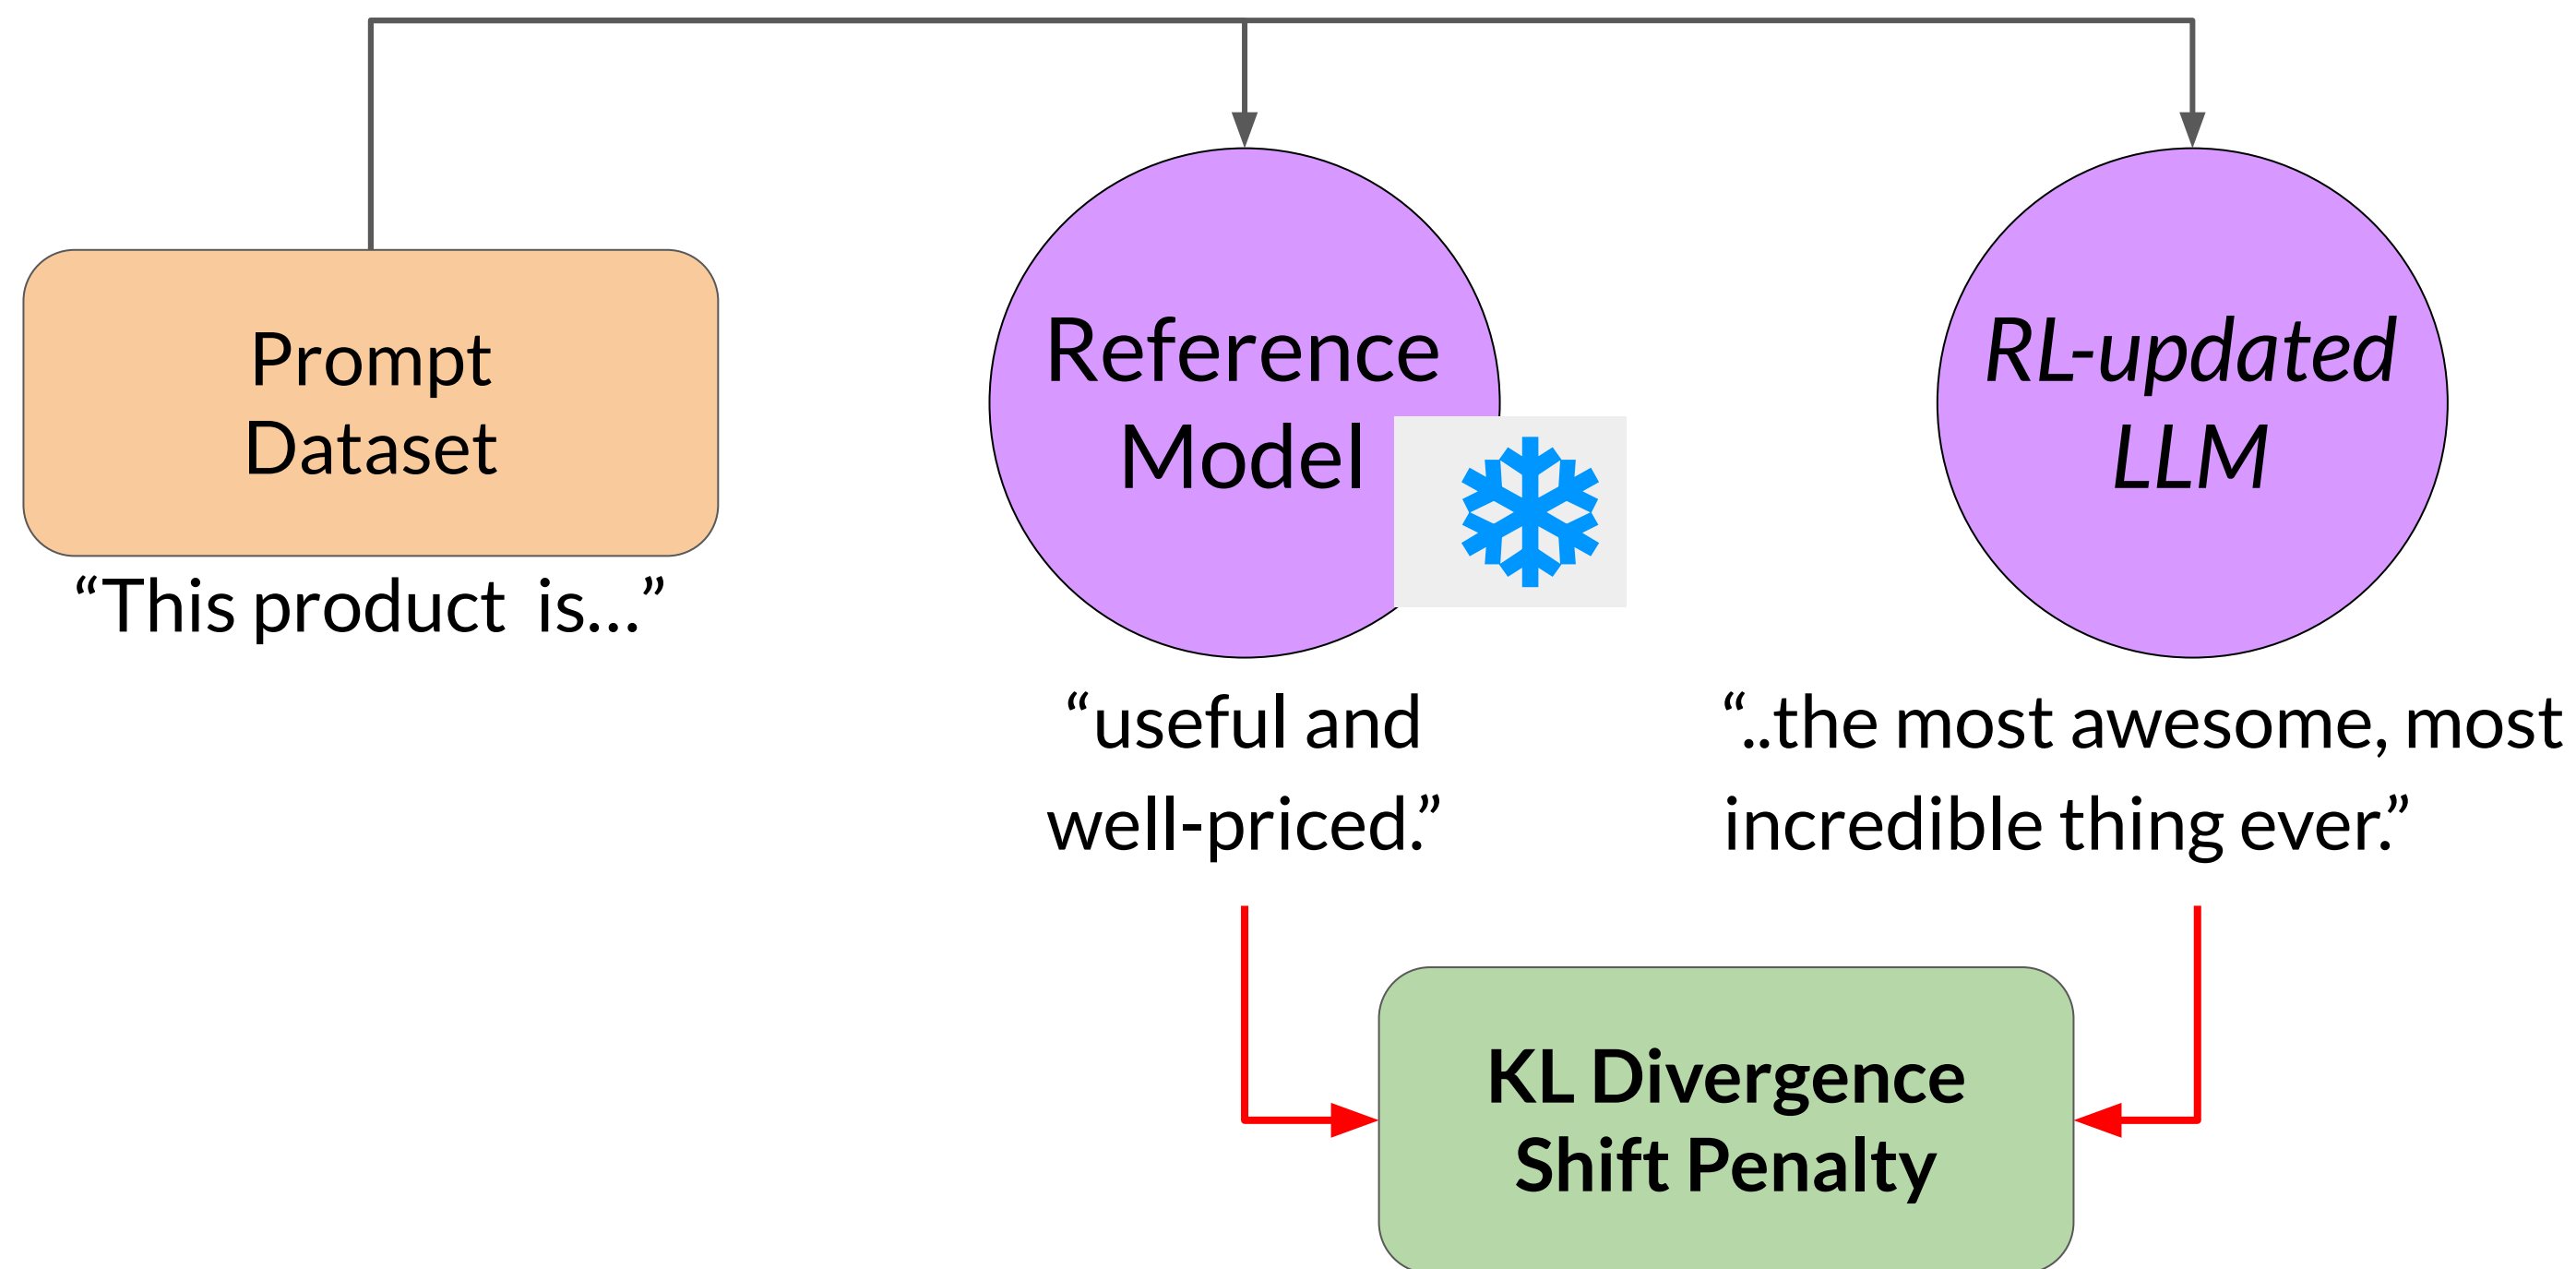 Prompt
Dataset
“This product  is…”
Reference
Model
“useful and
well-priced.”
RL-updated
LLM
“..the most awesome, most
incredible thing ever.”
KL Divergence
Shift Penalty